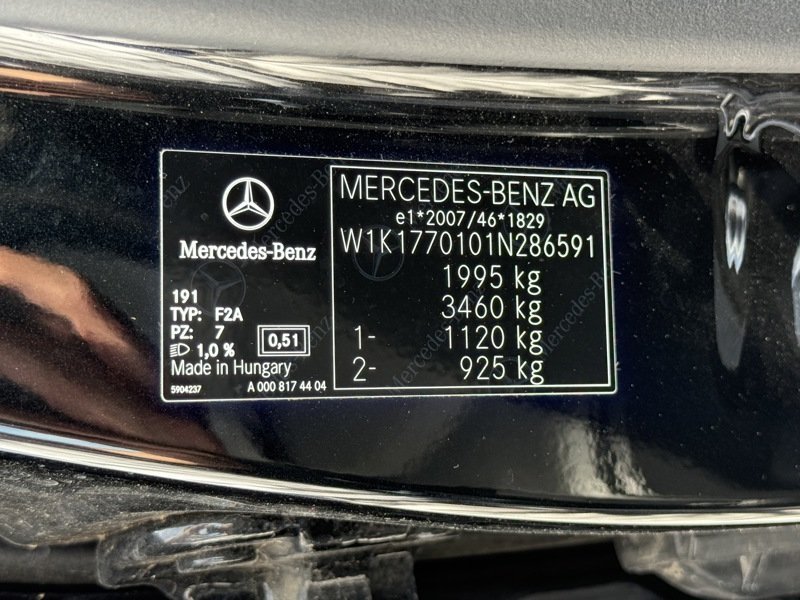 Mercedes-Benz
191
TYP: F2A
PZ: 7
1,0 %
0,51
Made in Hungary
5904237 A 000 817 44 04
MERCEDES-BENZ AG
e1*2007/46*1829
W1K1770101N286591
1995 kg
3460 kg
1- 1120 kg
2- 925 kg